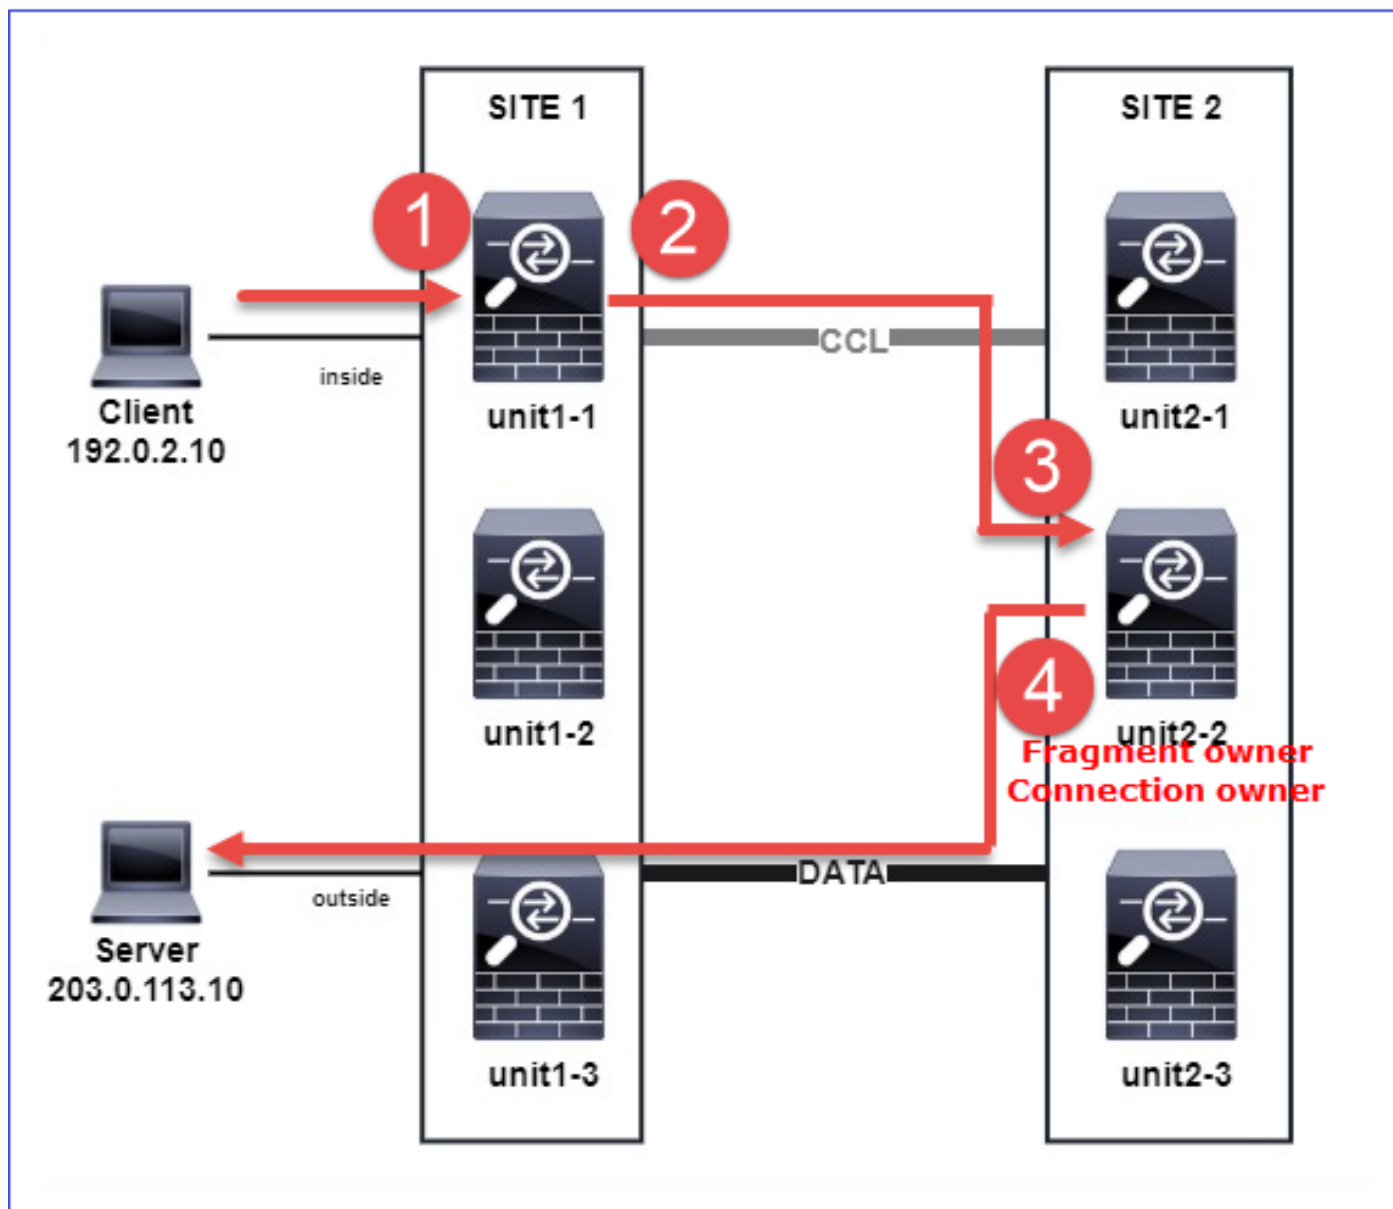 SITE 1
SITE 2
1
2
CCL
inside
Client
192.0.2.10
unit1-1
unit2-1
3
4
unit1-2
unit2-2
Fragment owner
Connection owner
DATA
outside
Server
203.0.113.10
unit1-3
unit2-3